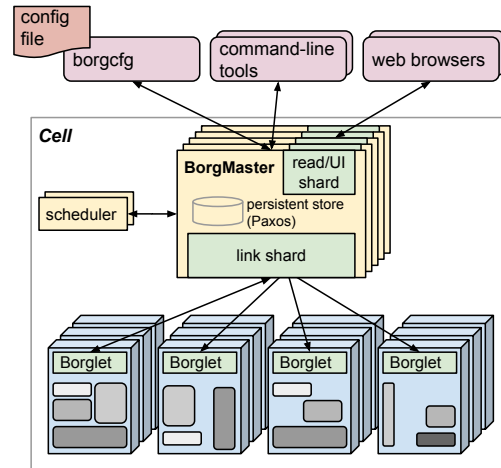 config
file
borgcfg
command-line
tools
web browsers
Cell
BorgMaster
read/UI
shard
persistent store
(Paxos)
scheduler
link shard
Borglet
Borglet
Borglet
Borglet